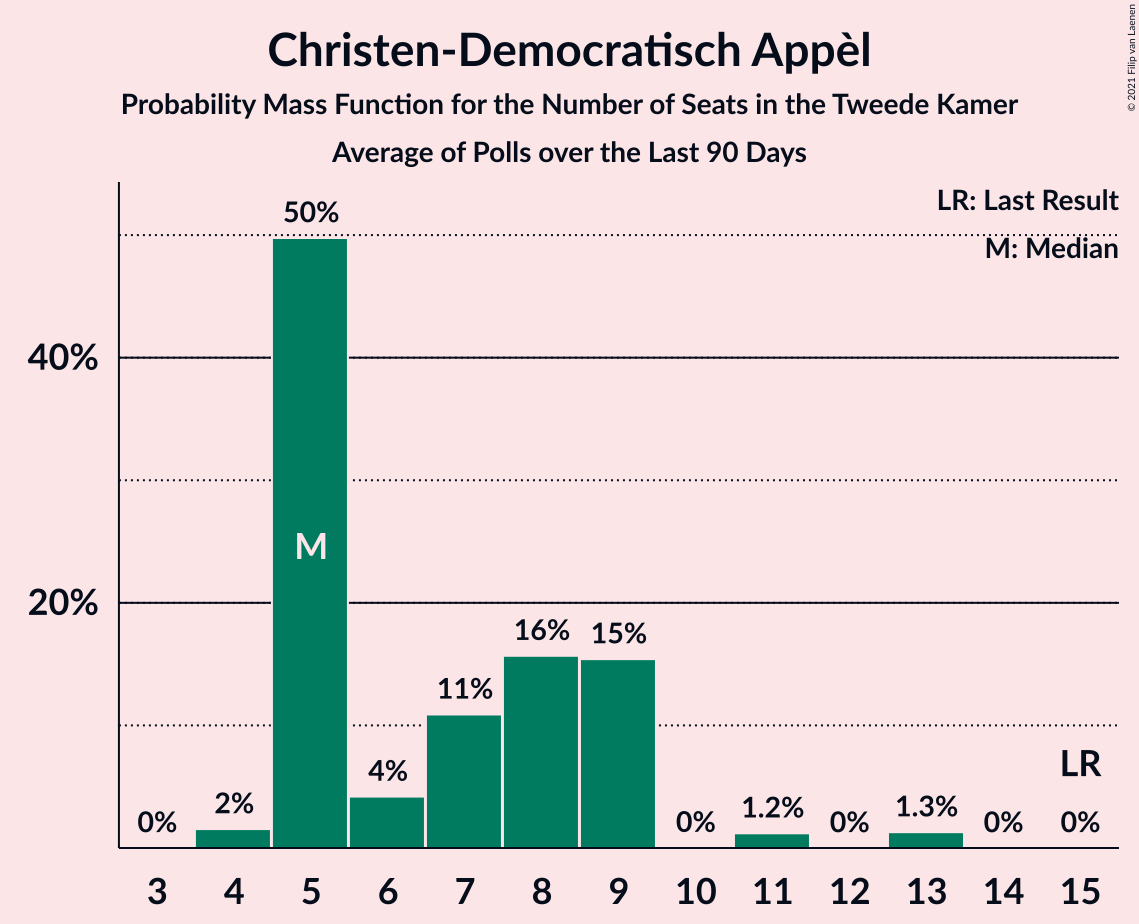 Christen-Democratisch Appèl
Probability Mass Function for the Number of Seats in the Tweede Kamer
Average of Polls over the Last 90 Days
© 2021 Filip van Laenen
LR: Last Result
M: Median
50%
40%
M
20%
16%
15%
11%
4%
2%
0%
0%
1.2%
0%
1.3%
0%
LR
0%
3 4 5 6 7 8 9 10 11 12 13 14 15